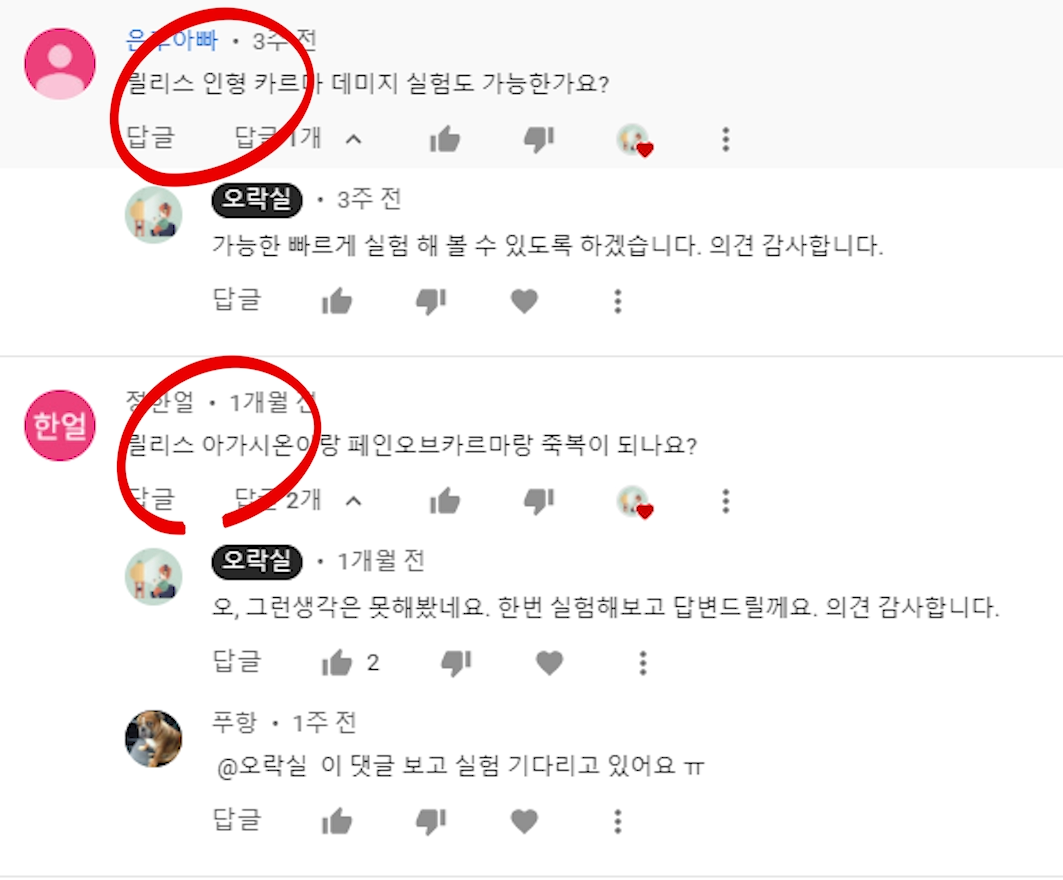 은우아빠 • 3주 전
릴리스 인형 카르마 데미지 실험도 가능한가요?
답글 답글 1개
오락실 • 3주 전
가능한 빠르게 실험 해 볼 수 있도록 하겠습니다. 의견 감사합니다.
답글
한얼
정한얼 • 1개월 전
릴리스 아가시온이랑 페인오브카르마랑 죽복이 되나요?
답글 답글 2개
오락실 • 1개월 전
오, 그런생각은 못해봤네요. 한번 실험해보고 답변드릴께요. 의견 감사합니다.
답글 2
푸항 • 1주 전
@오락실 이 댓글 보고 실험 기다리고 있어요 ㅠ
답글